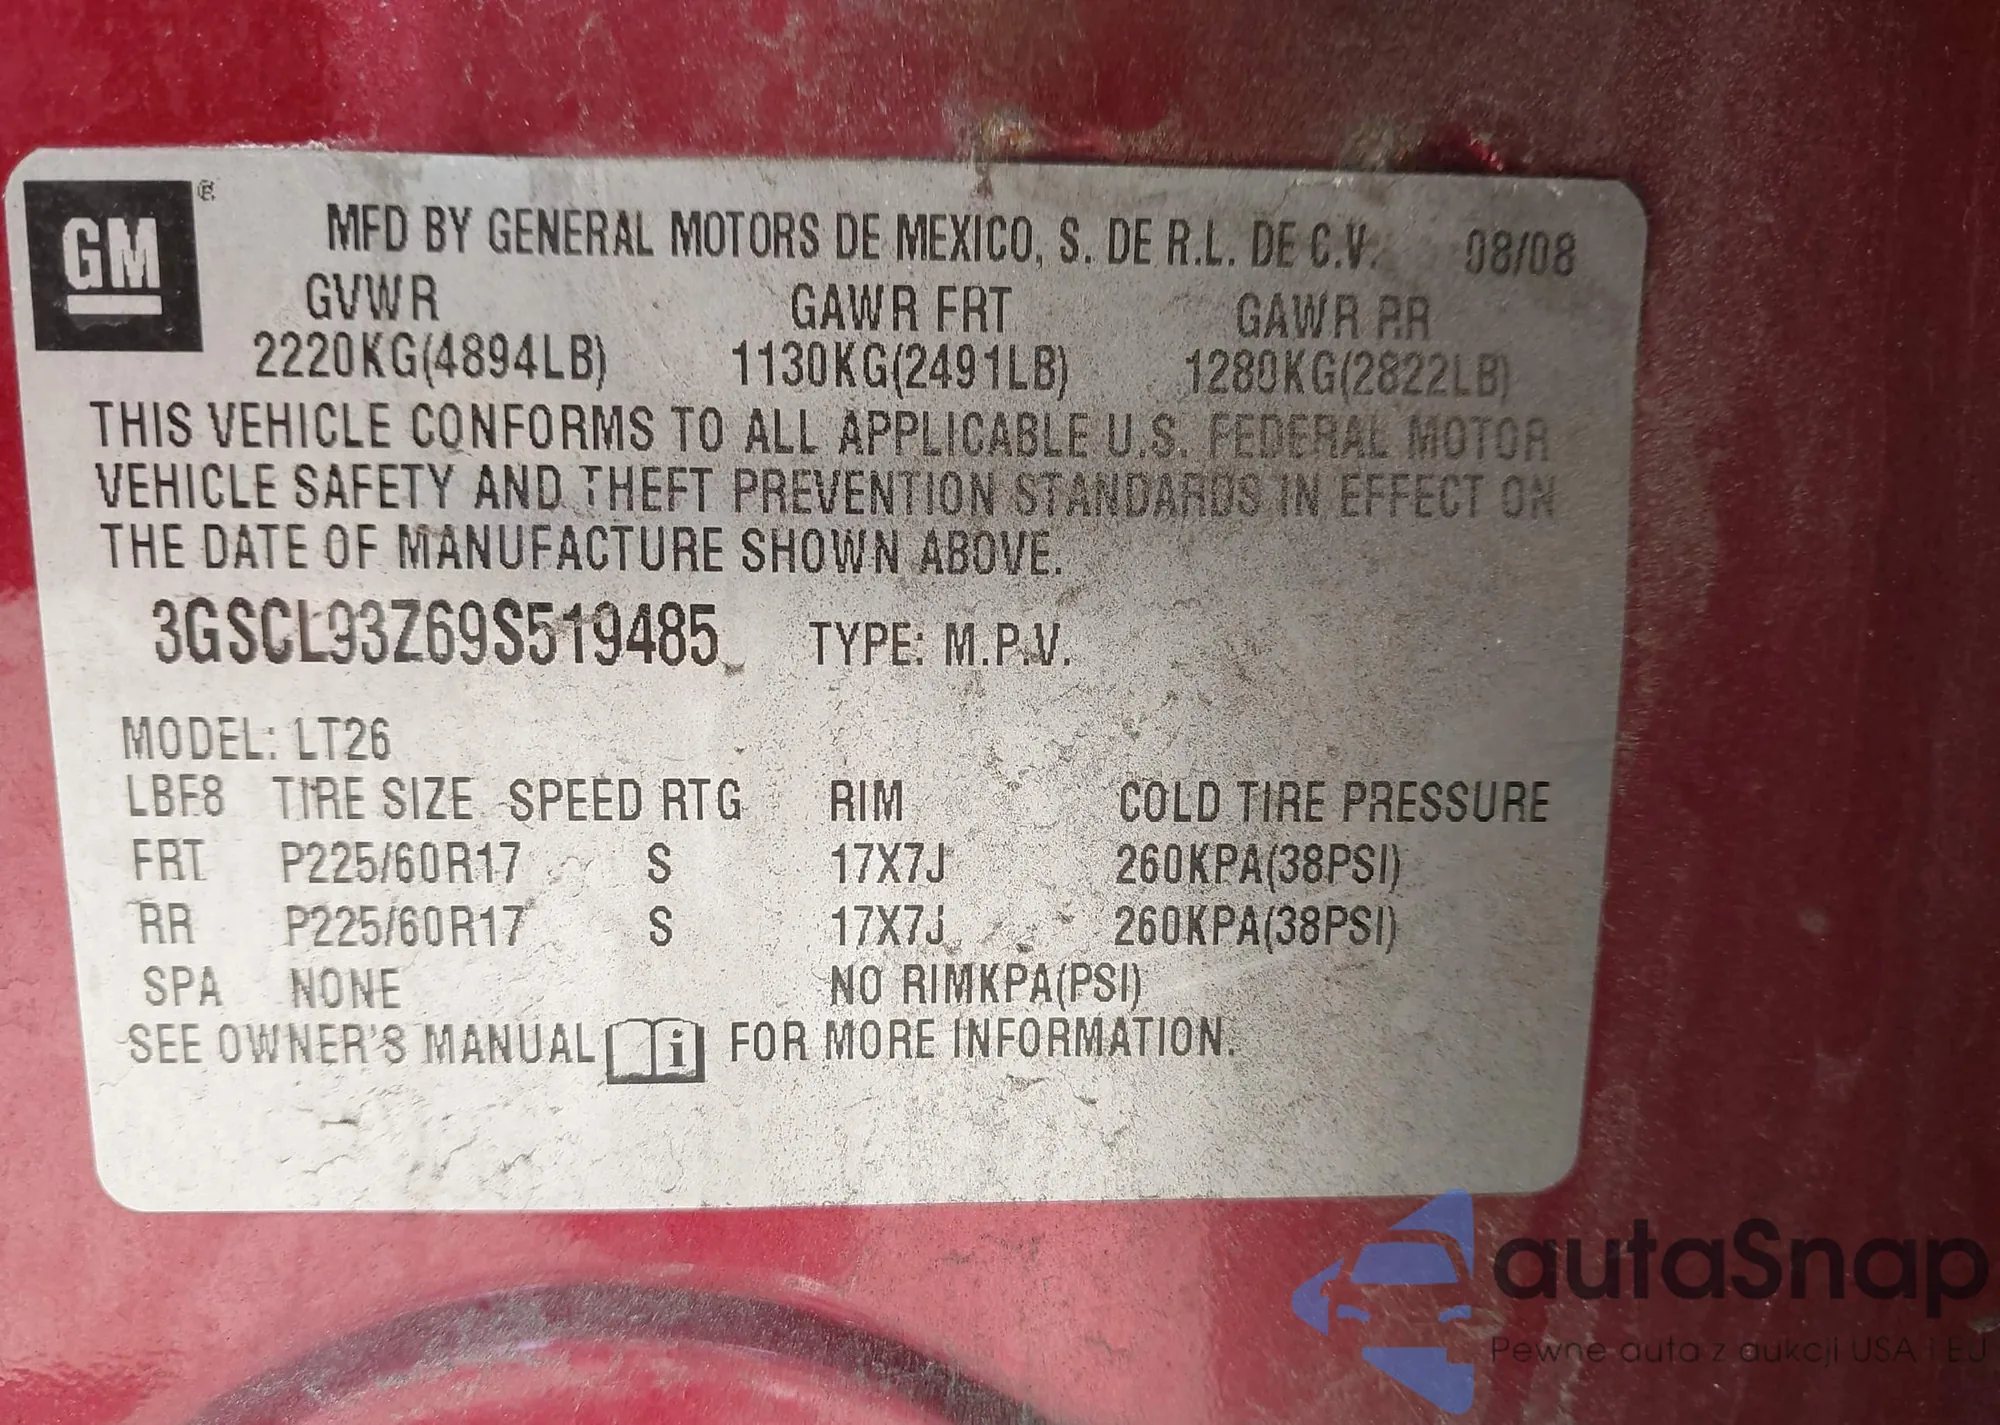 GM ®
MFD BY GENERAL MOTORS DE MEXICO, S. DE R.L. DE C.V. 08/08
GVWR GAWR FRT GAWR RR
2220KG(4894LB) 1130KG(2491LB) 1280KG(2822LB)
THIS VEHICLE CONFORMS TO ALL APPLICABLE U.S. FEDERAL MOTOR
VEHICLE SAFETY AND THEFT PREVENTION STANDARDS IN EFFECT ON
THE DATE OF MANUFACTURE SHOWN ABOVE.
3GSCL93Z69S519485 TYPE: M.P.V.
MODEL: LT26
LBF8 TIRE SIZE SPEED RTG RIM COLD TIRE PRESSURE
FRT P225/60R17 S 17X7J 260KPA(38PSI)
RR P225/60R17 S 17X7J 260KPA(38PSI)
SPA NONE NO RIMKPA(PSI)
SEE OWNER'S MANUAL i FOR MORE INFORMATION.
autaSnap
Pewne auta z aukcji USA i EU